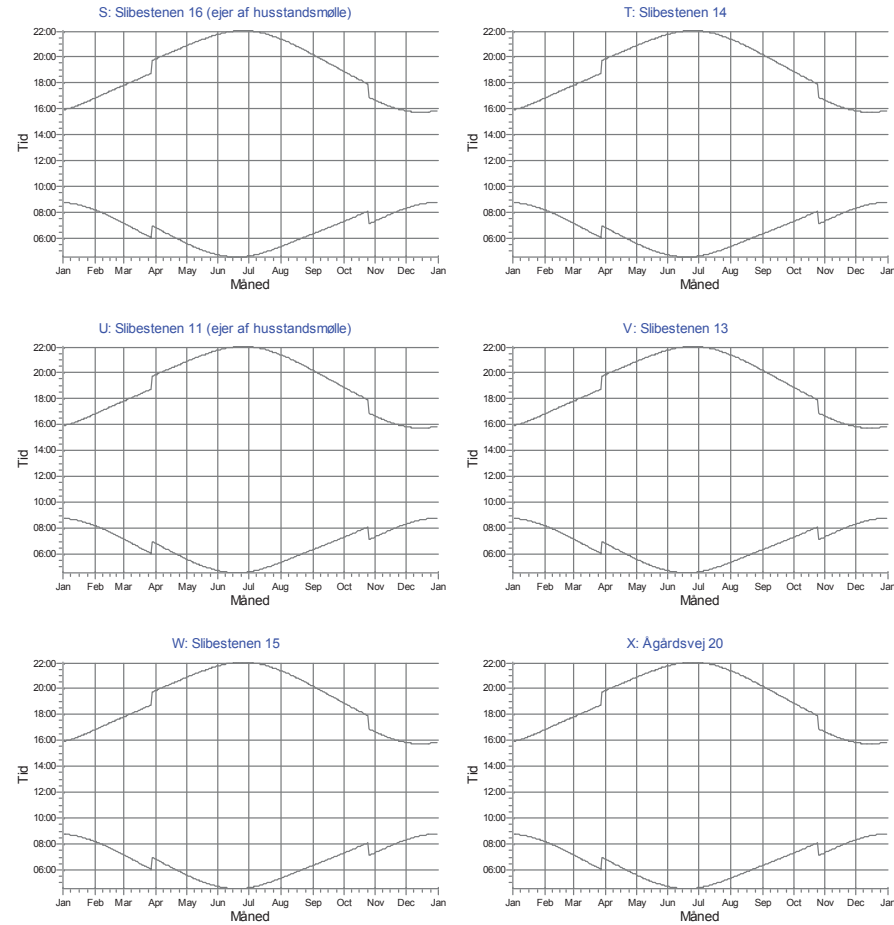 S: Slibestenen 16 (ejer af husstandsmølle)
22:00
20:00
18:00
16:00
14:00
12:00
10:00
08:00
06:00
Tid
Jan Feb Mar Apr May Jun Jul Aug Sep Oct Nov Dec Jan
Måned
T: Slibestenen 14
22:00
20:00
18:00
16:00
14:00
12:00
10:00
08:00
06:00
Tid
Jan Feb Mar Apr May Jun Jul Aug Sep Oct Nov Dec Jan
Måned
U: Slibestenen 11 (ejer af husstandsmølle)
22:00
20:00
18:00
16:00
14:00
12:00
10:00
08:00
06:00
Tid
Jan Feb Mar Apr May Jun Jul Aug Sep Oct Nov Dec Jan
Måned
V: Slibestenen 13
22:00
20:00
18:00
16:00
14:00
12:00
10:00
08:00
06:00
Tid
Jan Feb Mar Apr May Jun Jul Aug Sep Oct Nov Dec Jan
Måned
W: Slibestenen 15
22:00
20:00
18:00
16:00
14:00
12:00
10:00
08:00
06:00
Tid
Jan Feb Mar Apr May Jun Jul Aug Sep Oct Nov Dec Jan
Måned
X: Ågårdsvej 20
22:00
20:00
18:00
16:00
14:00
12:00
10:00
08:00
06:00
Tid
Jan Feb Mar Apr May Jun Jul Aug Sep Oct Nov Dec Jan
Måned